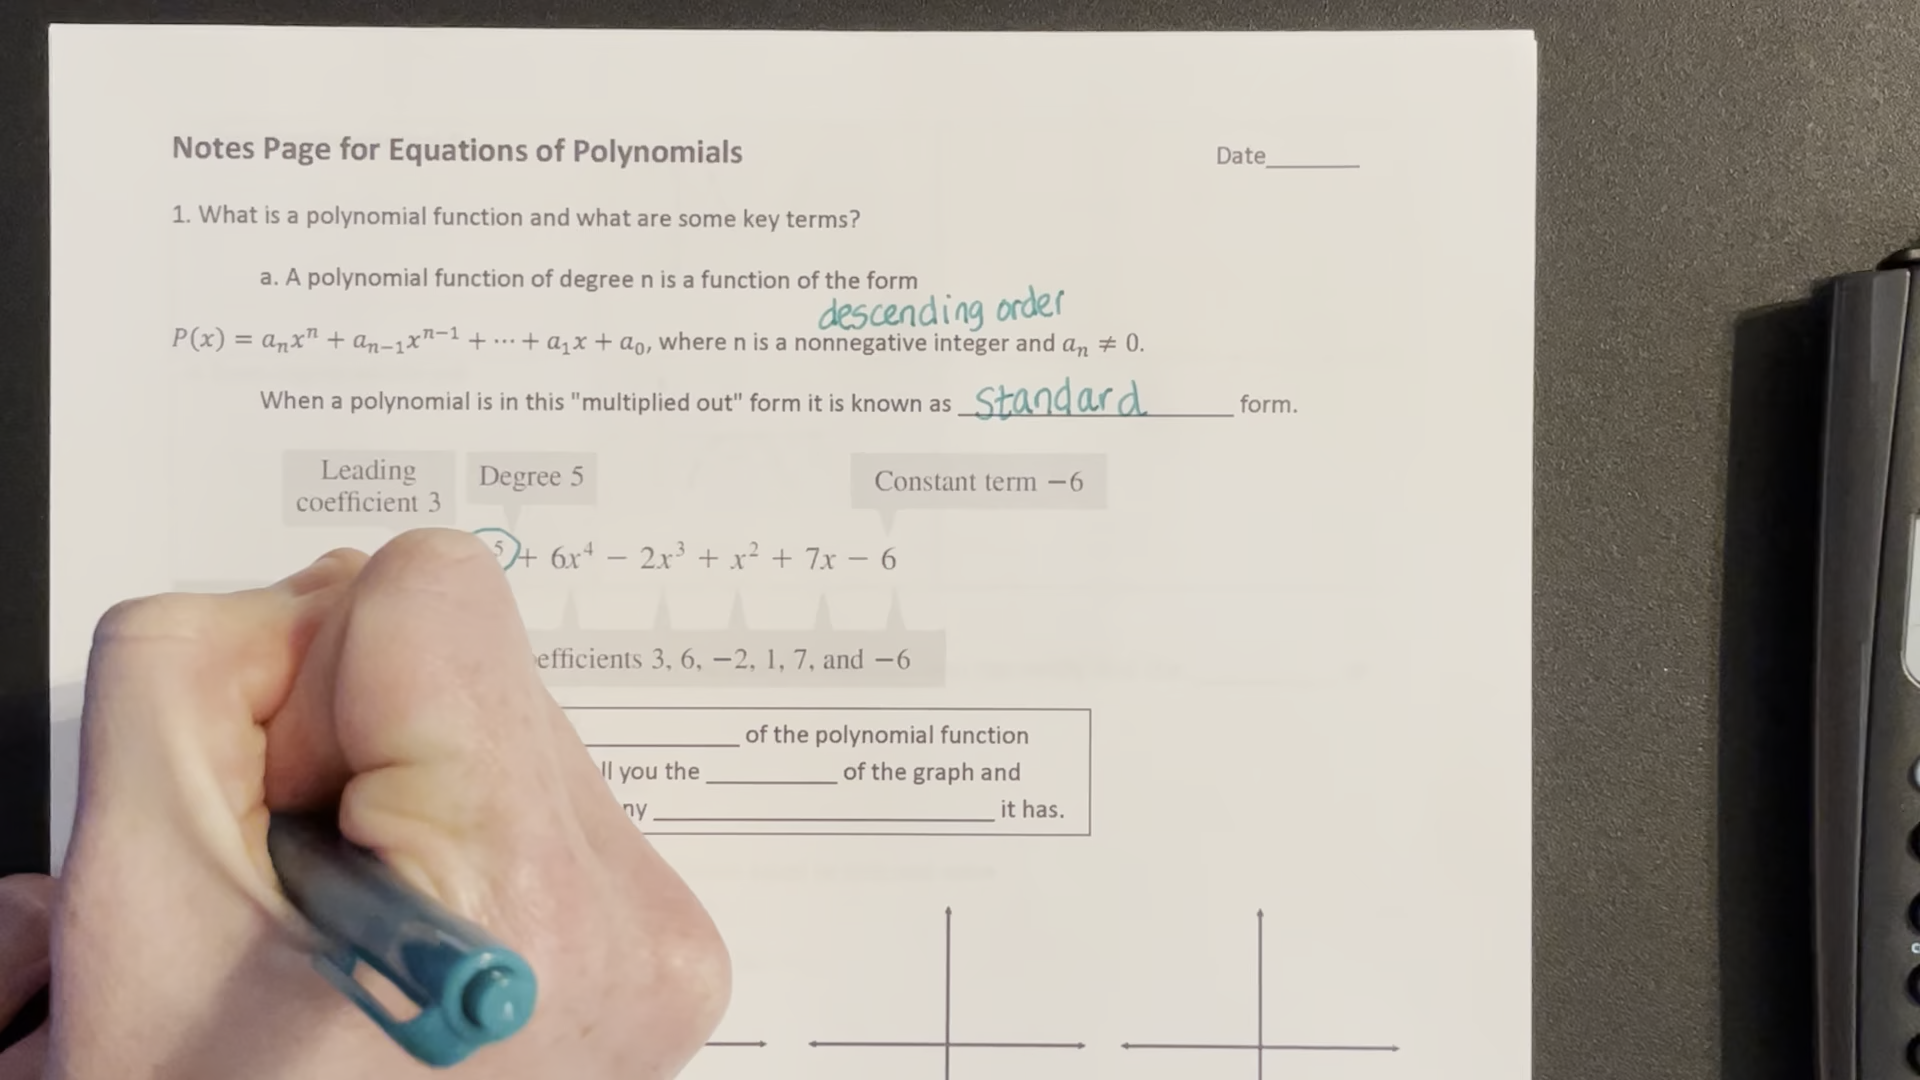 Notes Page for Equations of Polynomials
Date_______
1. What is a polynomial function and what are some key terms?
a. A polynomial function of degree n is a function of the form
descending order
P(x) = aₙxⁿ + aₙ₋₁xⁿ⁻¹ + ⋯ + a₁x + a₀, where n is a nonnegative integer and aₙ ≠ 0.
When a polynomial is in this "multiplied out" form it is known as standard form.
Leading
coefficient 3
Degree 5
Constant term −6
⁵ + 6x⁴ − 2x³ + x² + 7x − 6
efficients 3, 6, −2, 1, 7, and −6
__________ of the polynomial function
ll you the __________ of the graph and
ny __________ it has.